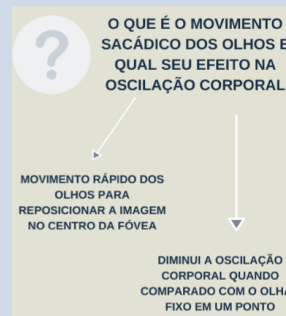 ?
O QUE É O MOVIMENTO
SACÁDICO DOS OLHOS E
QUAL SEU EFEITO NA
OSCILAÇÃO CORPORAL
MOVIMENTO RÁPIDO DOS
OLHOS PARA
REPOSICIONAR A IMAGEM
NO CENTRO DA FÓVEA
DIMINUI A OSCILAÇÃO
CORPORAL QUANDO
COMPARADO COM O OLHA
FIXO EM UM PONTO